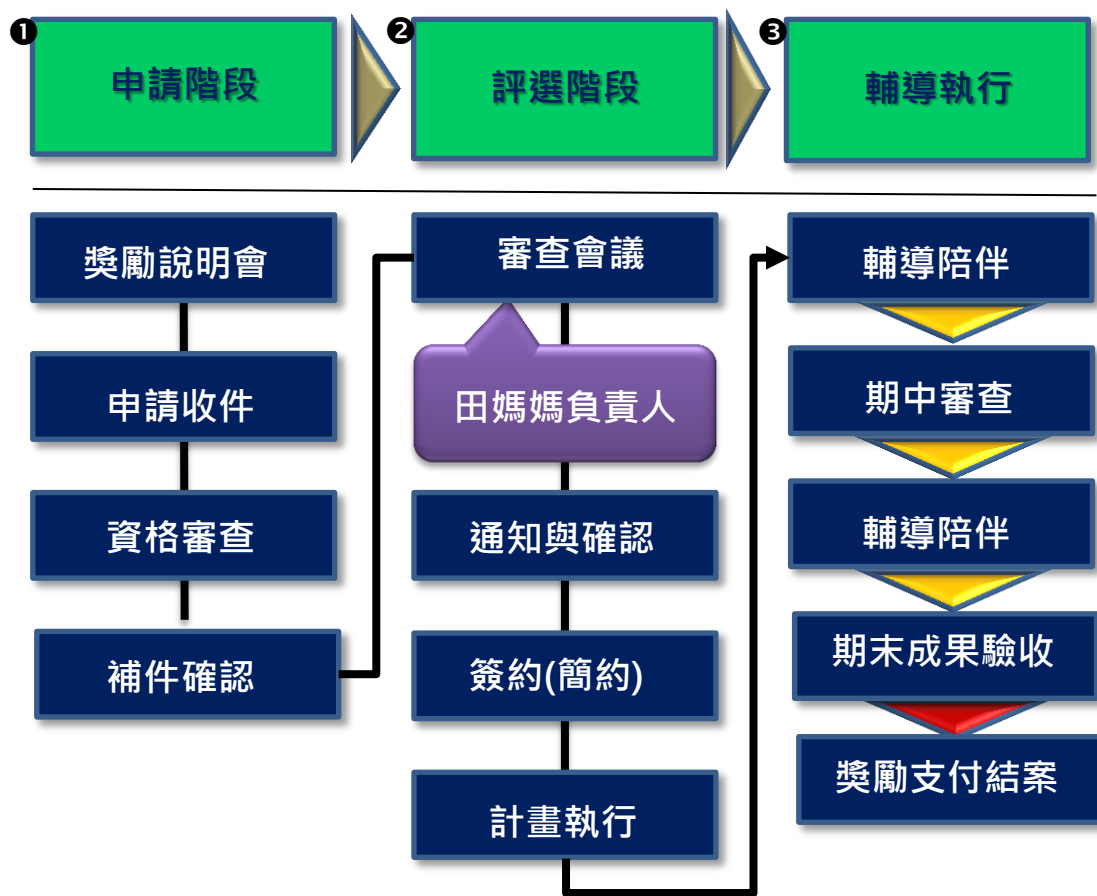 ❶
申請階段
❷
評選階段
❸
輔導執行
獎勵說明會
申請收件
資格審查
補件確認
審查會議
田媽媽負責人
通知與確認
簽約(簡約)
計畫執行
輔導陪伴
期中審查
輔導陪伴
期末成果驗收
獎勵支付結案